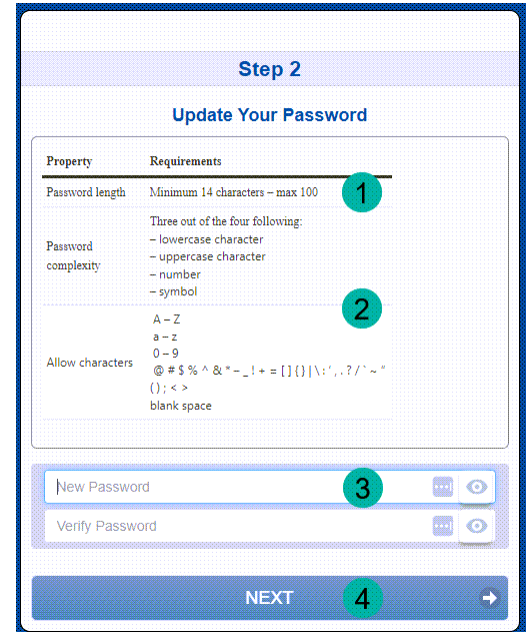 Step 2
Update Your Password
Property Requirements
Password length Minimum 14 characters – max 100 1
Three out of the four following:
– lowercase character
Password complexity
– uppercase character
– number
– symbol
2
A – Z
a – z
0 – 9
Allow characters
@ # $ % ^ & * – _ ! + = [ ] { } | \ : ' , . ? / ` ~ "
( ) ; < >
blank space
New Password 3
Verify Password
NEXT 4